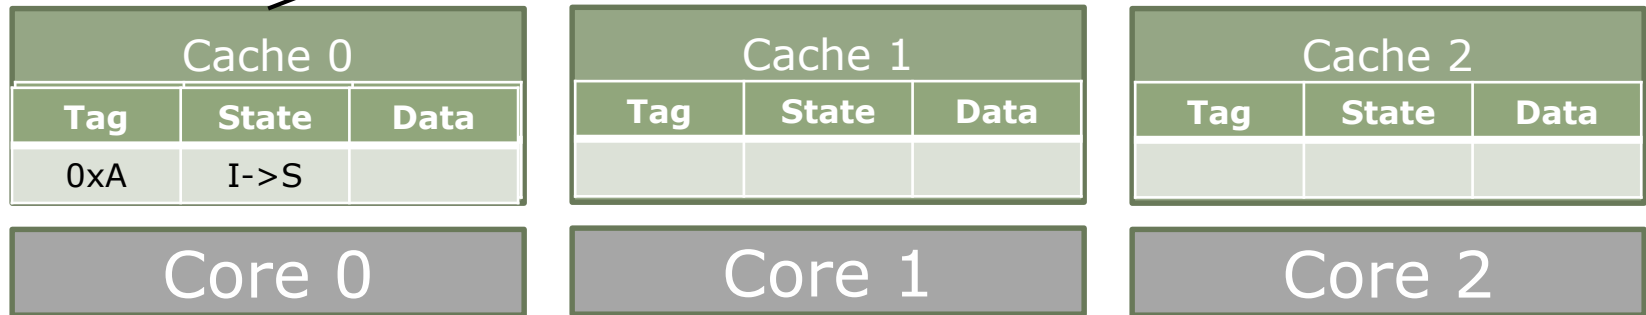 Cache 0
Tag State Data
0xA I->S
Core 0
Cache 1
Tag State Data
Core 1
Cache 2
Tag State Data
Core 2